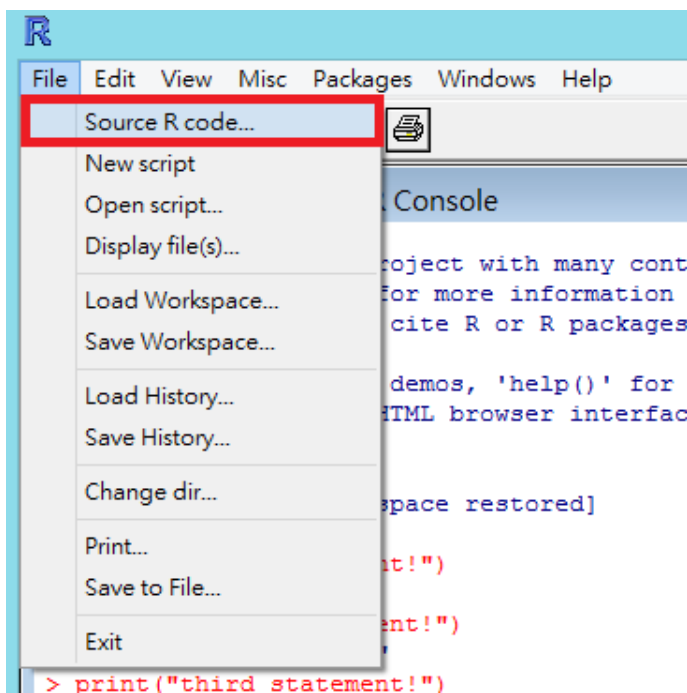 R
File Edit View Misc Packages Windows Help
Source R code...
New script
Open script...
Console
Display file(s)...
roject with many cont
Load Workspace...
for more information
Save Workspace...
cite R or R packages
Load History...
demos, 'help()' for
HTML browser interfac
Save History...
Change dir...
space restored]
Print...
nt!")
Save to File...
ent!")
Exit
> print("third statement!")